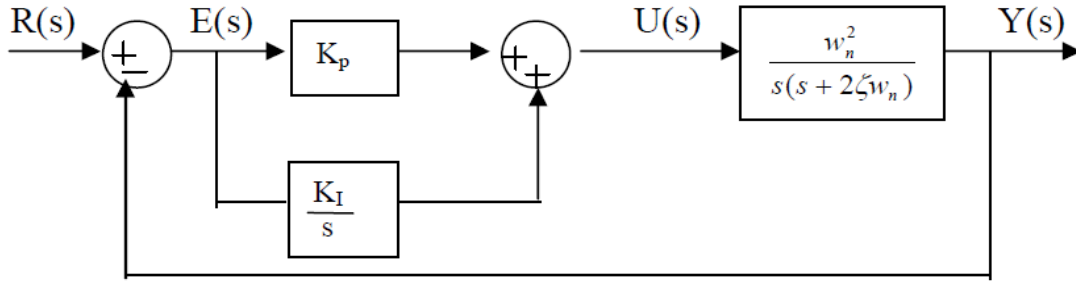 R(s)
E(s)
U(s)
Y(s)
+
−
K_p
+
+
w_n^2
s(s + 2ζw_n)
K_I
s